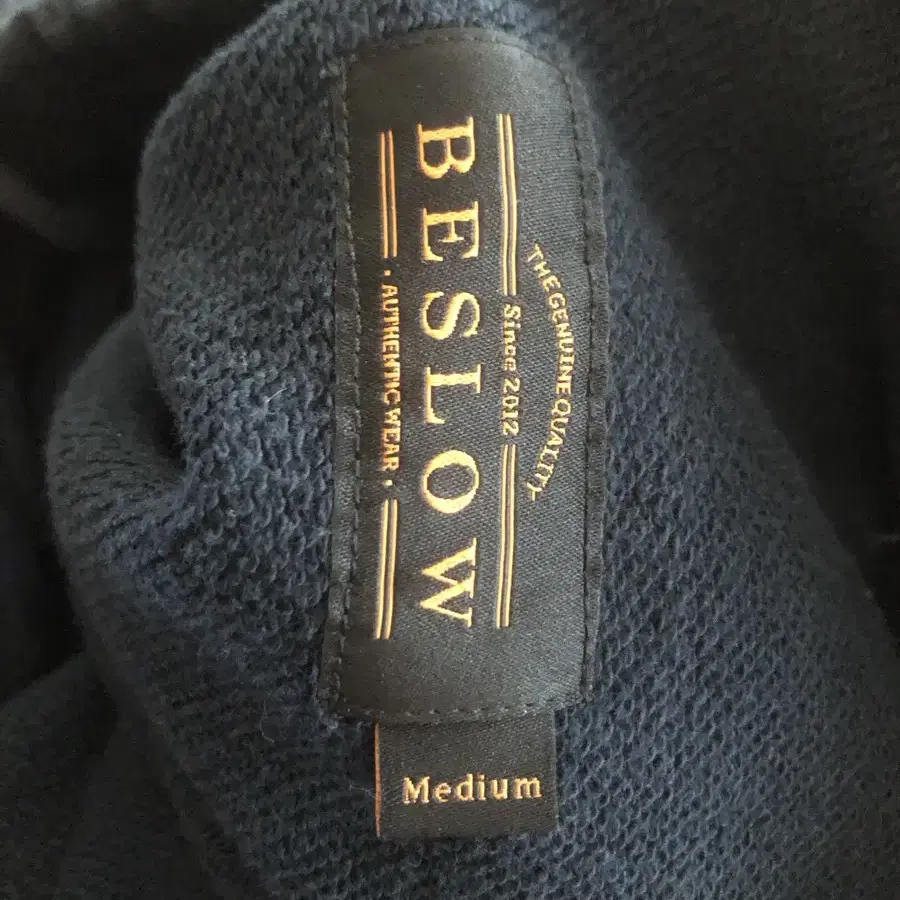 THE GENUINE QUALITY
Since 2012
BESLOW
· AUTHENTIC WEAR ·
Medium